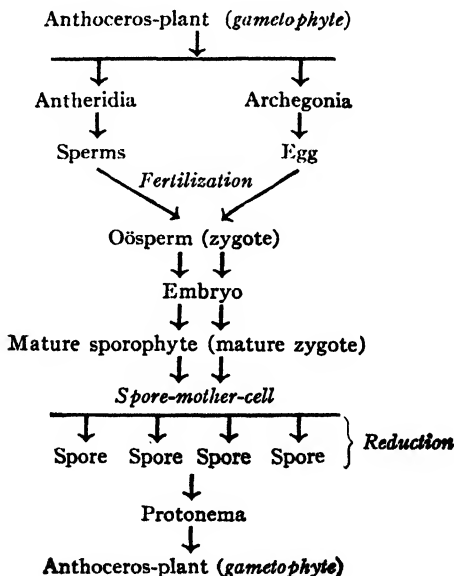 Anthoceros-plant (gametophyte)
Antheridia Archegonia
Sperms Egg
Fertilization
Oösperm (zygote)
Embryo
Mature sporophyte (mature zygote)
Spore-mother-cell
Spore Spore Spore Spore } Reduction
Protonema
Anthoceros-plant (gametophyte)